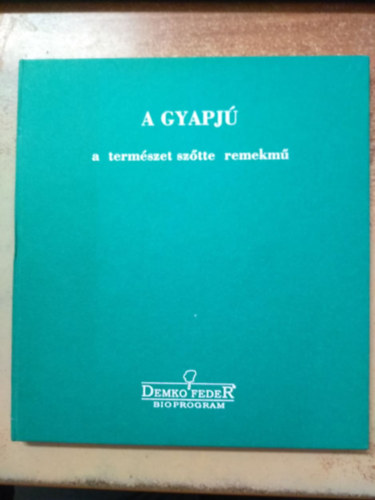 A GYAPJÚ
a természet szőtte remekmű
DEMKO FEDER
BIOPROGRAM